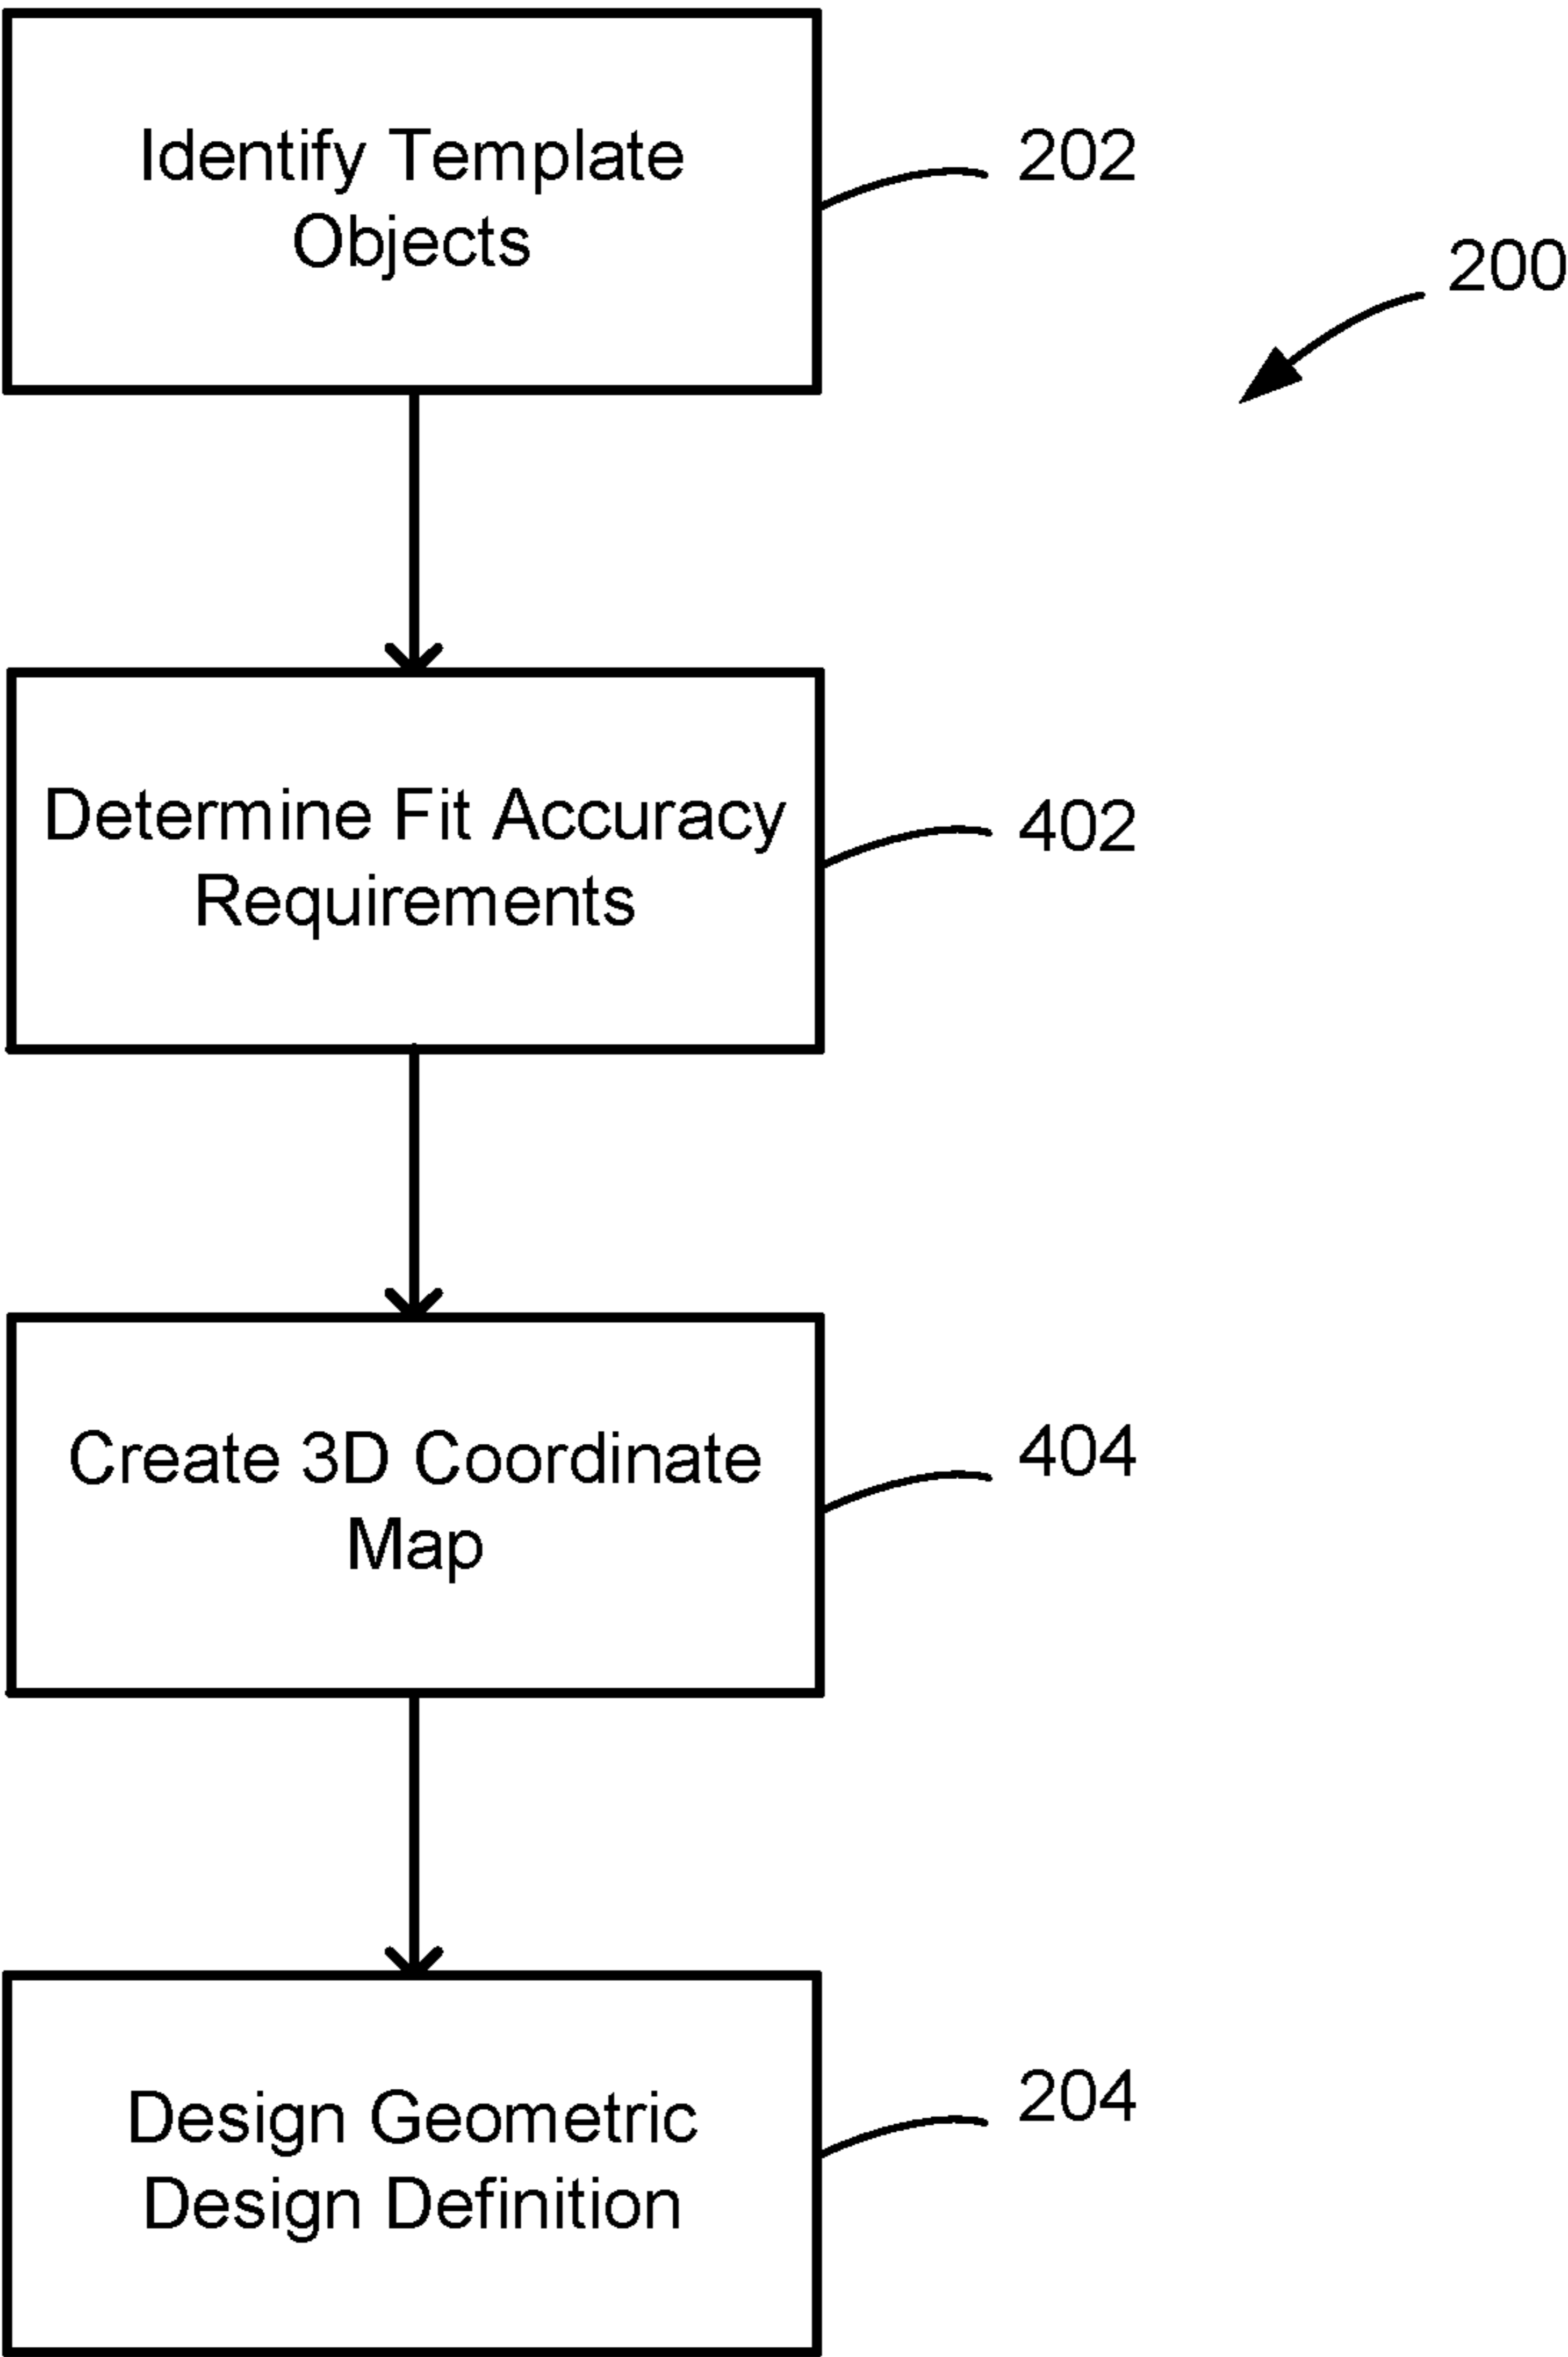 Identify Template
Objects
202
200
Determine Fit Accuracy
Requirements
402
Create 3D Coordinate
Map
404
Design Geometric
Design Definition
204